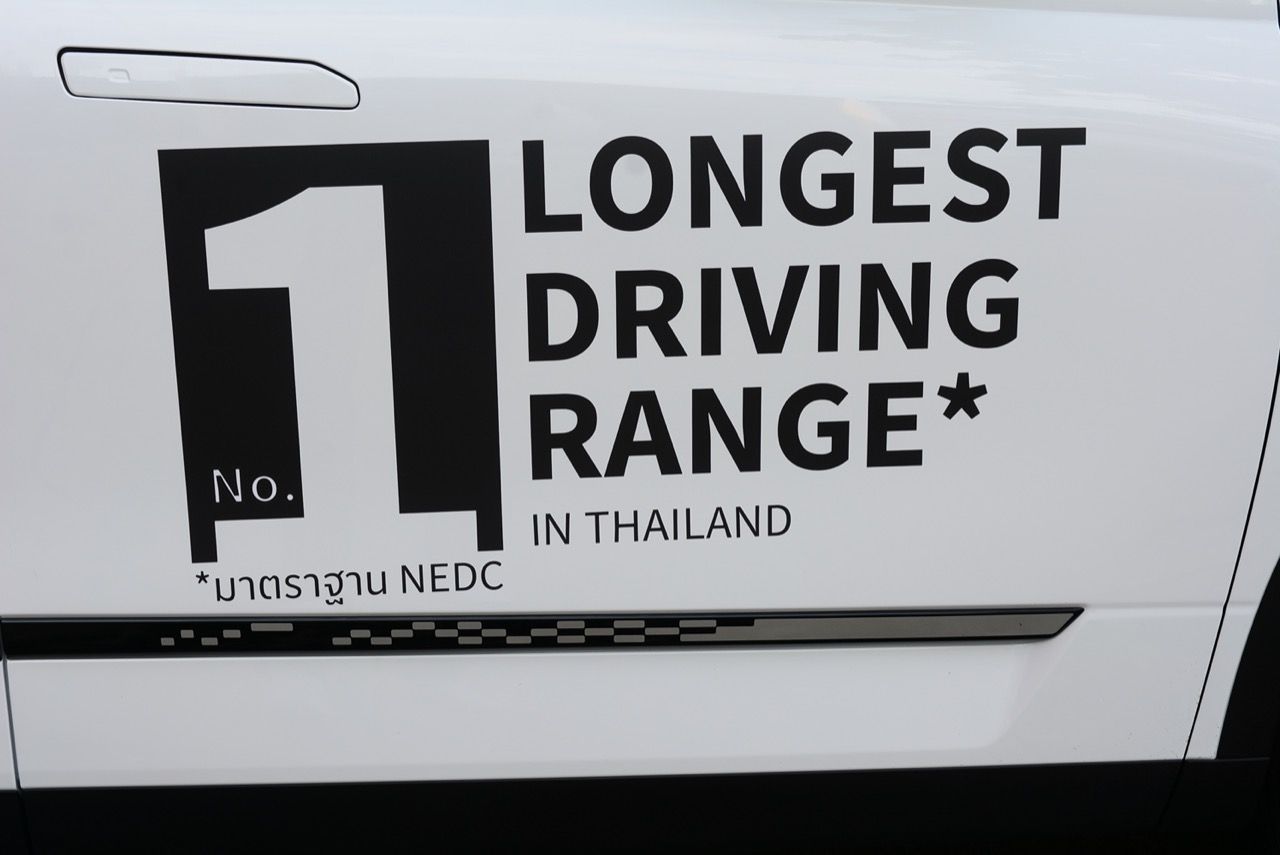 No. 1
LONGEST
DRIVING
RANGE*
IN THAILAND
*มาตราฐาน NEDC